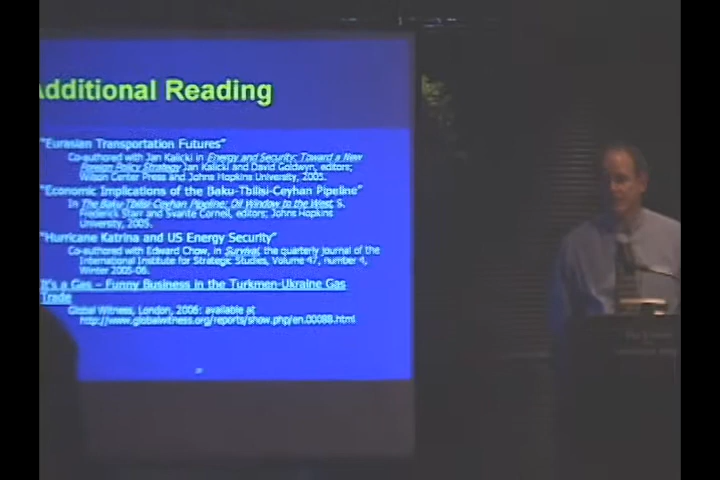 Additional Reading
"Eurasian Transportation Futures"
Co-authored with Jan Kalicki in Energy and Security: Toward a New
Foreign Policy Strategy Jan Kalicki and David Goldwyn, editors;
Wilson Center Press and Johns Hopkins University, 2005.
"Economic Implications of the Baku-Tbilisi-Ceyhan Pipeline"
In The Baku-Tbilisi-Ceyhan Pipeline: Oil Window to the West, S.
Frederick Starr and Svante Cornell, editors; Johns Hopkins
University, 2005.
"Hurricane Katrina and US Energy Security"
Co-authored with Edward Chow, in Survival, the quarterly journal of the
International Institute for Strategic Studies, Volume 47, number 4,
Winter 2005-06.
It's a Gas – Funny Business in the Turkmen-Ukraine Gas
Trade
Global Witness, London, 2006: available at
http://www.globalwitness.org/reports/show.php/en.00088.html